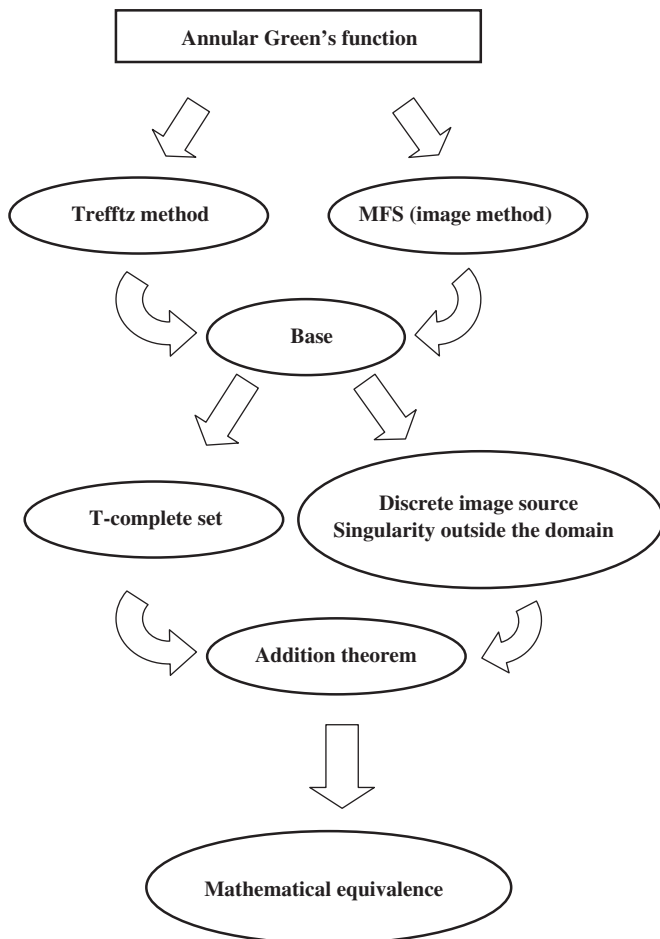 Annular Green’s function
Trefftz method
MFS (image method)
Base
T-complete set
Discrete image source
Singularity outside the domain
Addition theorem
Mathematical equivalence